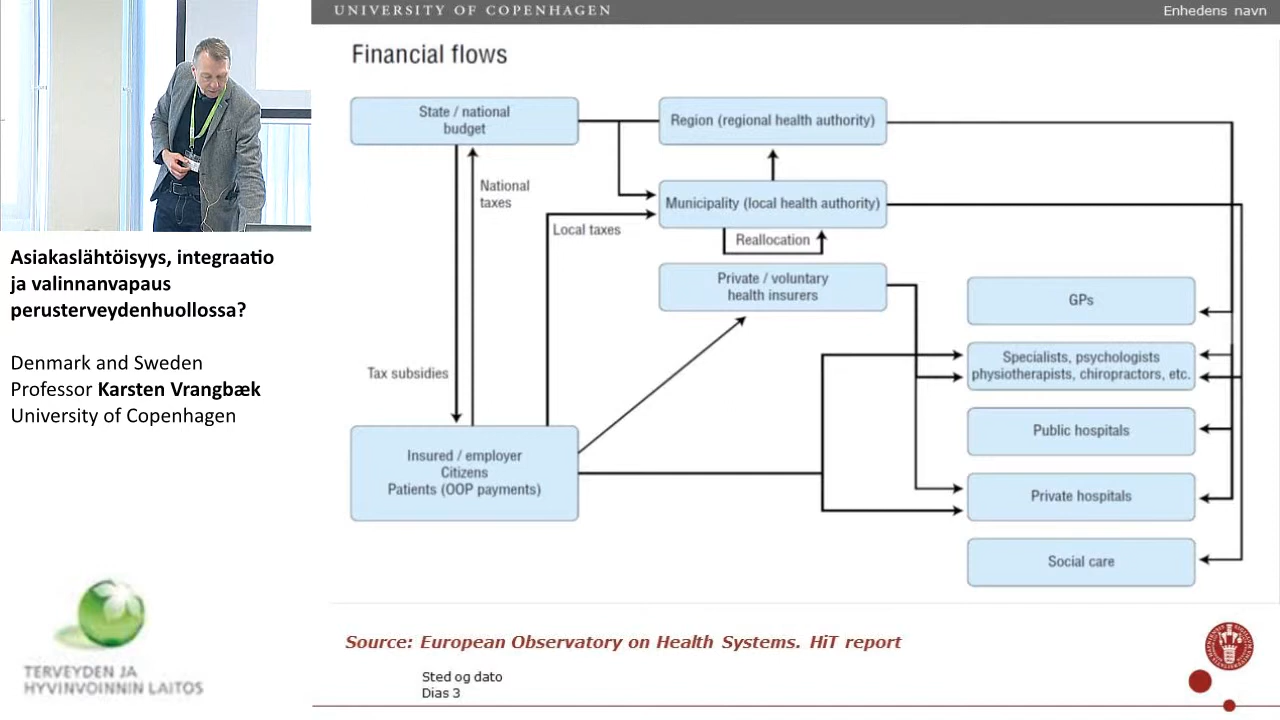 UNIVERSITY OF COPENHAGEN
Enhedens navn
Financial flows
State / national
budget
Region (regional health authority)
National
taxes
Municipality (local health authority)
Local taxes
Reallocation
Private / voluntary
health insurers
GPs
Specialists, psychologists
physiotherapists, chiropractors, etc.
Tax subsidies
Public hospitals
Insured / employer
Citizens
Patients (OOP payments)
Private hospitals
Social care
Source: European Observatory on Health Systems. HiT report
Sted og dato
Dias 3
Asiakaslähtöisyys, integraatio
ja valinnanvapaus
perusterveydenhuollossa?
Denmark and Sweden
Professor Karsten Vrangbæk
University of Copenhagen
TERVEYDEN JA
HYVINVOINNIN LAITOS